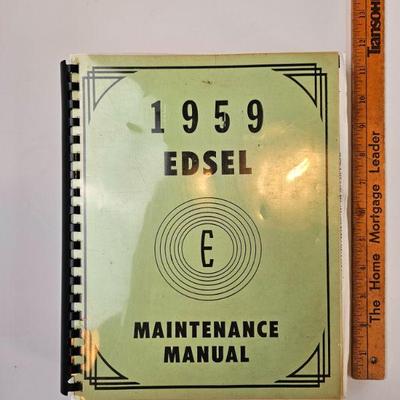 1959
EDSEL
E
MAINTENANCE
MANUAL
The Home Mortgage Leader